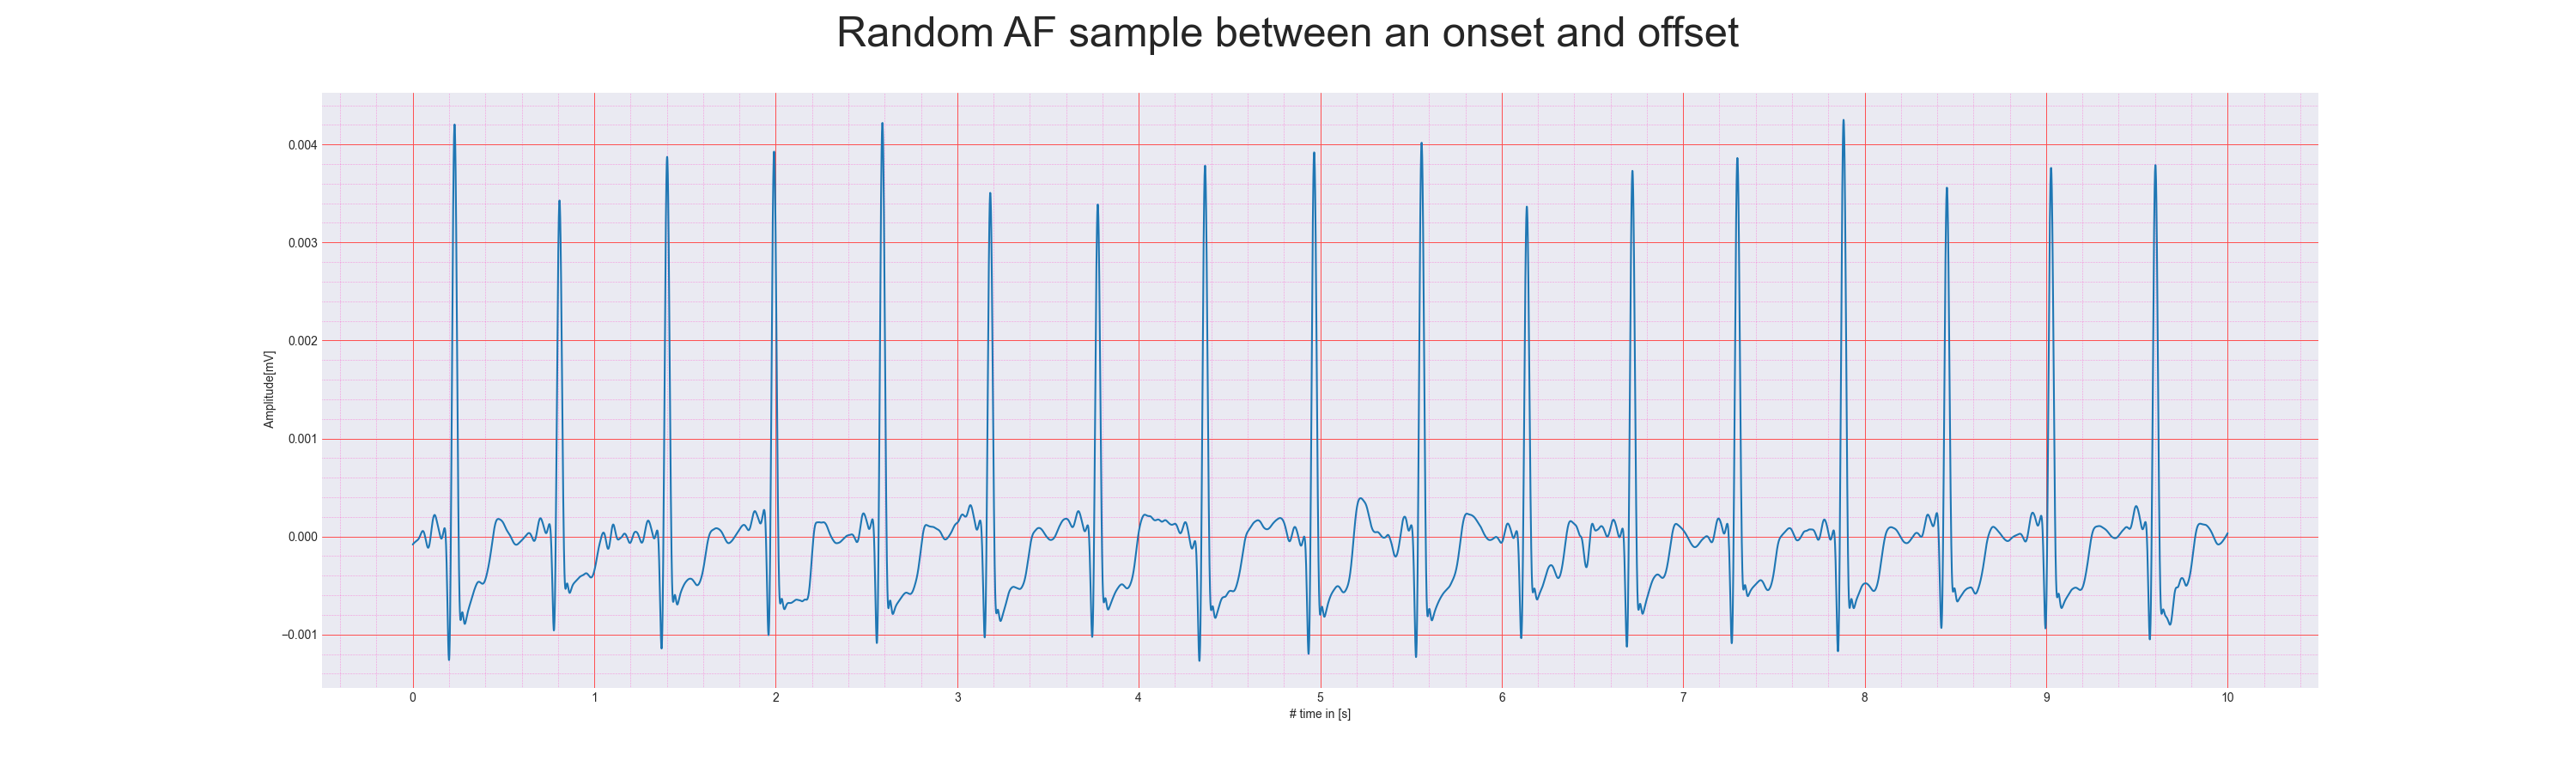 Random AF sample between an onset and offset
0.004
0.003
0.002
0.001
0.000
−0.001
Amplitude[mV]
0 1 2 3 4 5 6 7 8 9 10
# time in [s]